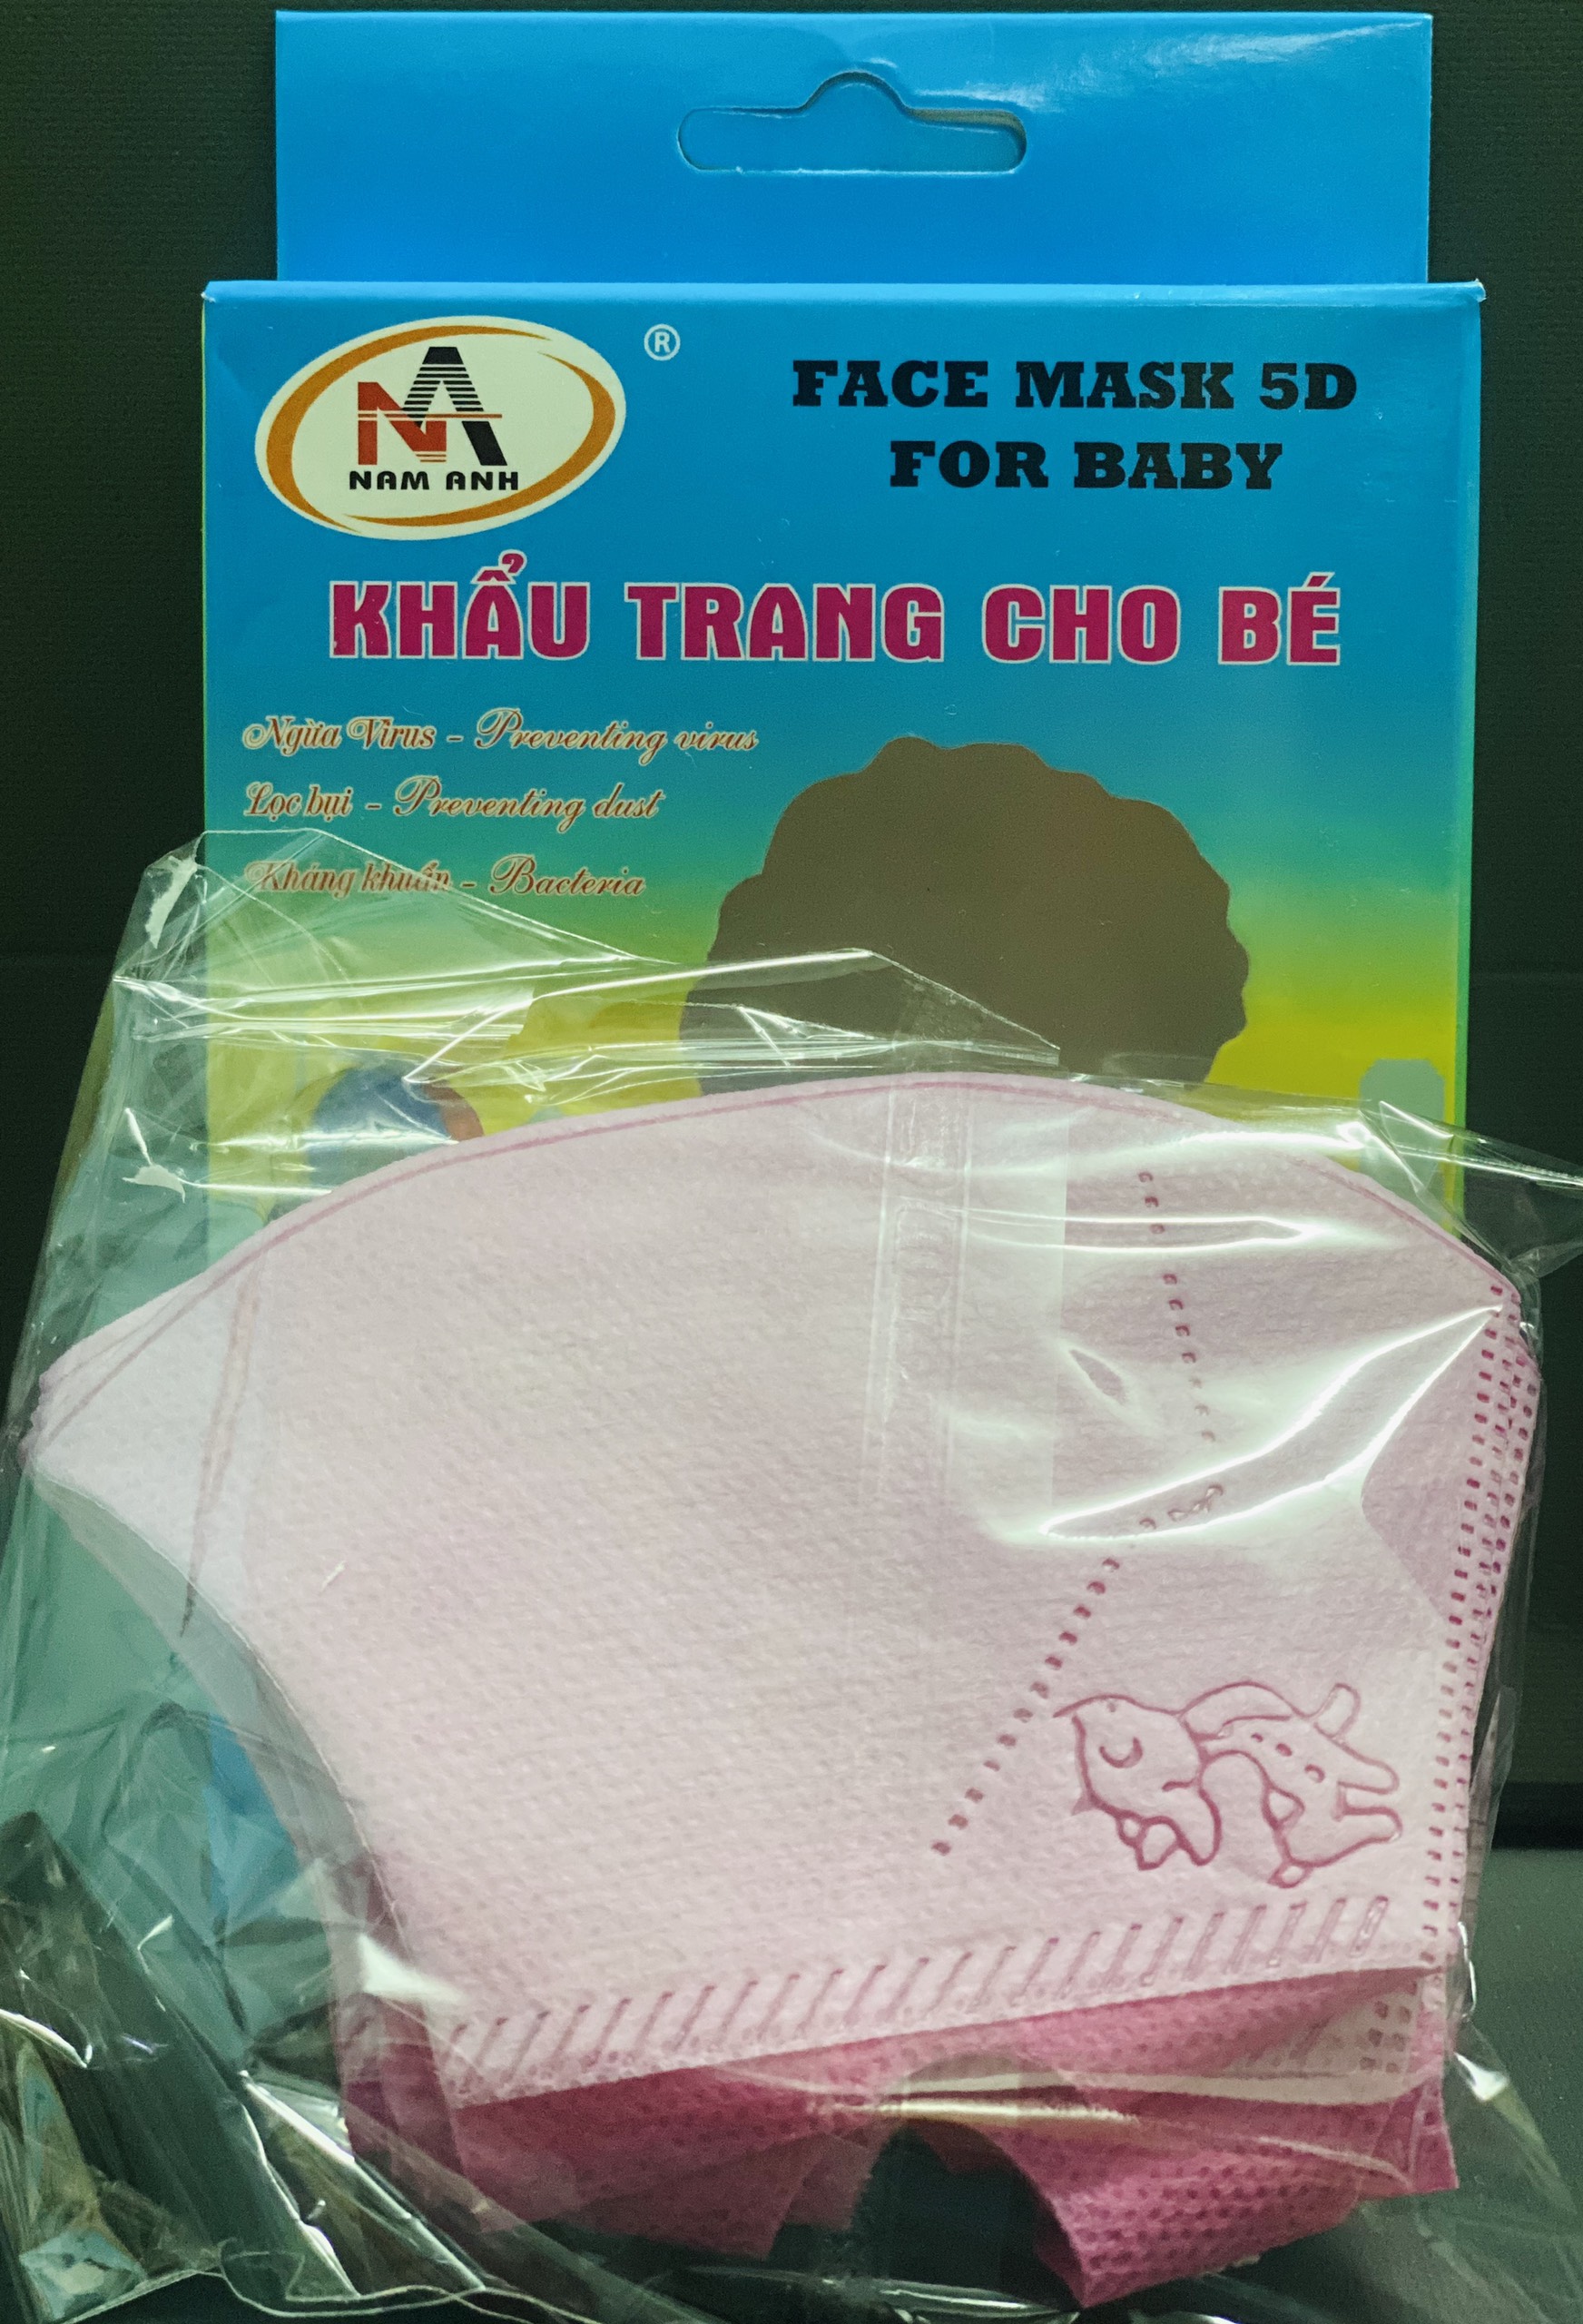 NAM ANH
®
FACE MASK 5D
FOR BABY
KHẨU TRANG CHO BÉ
Ngừa Virus - Preventing virus
Lọc bụi - Preventing dust
Kháng khuẩn - Bacteria